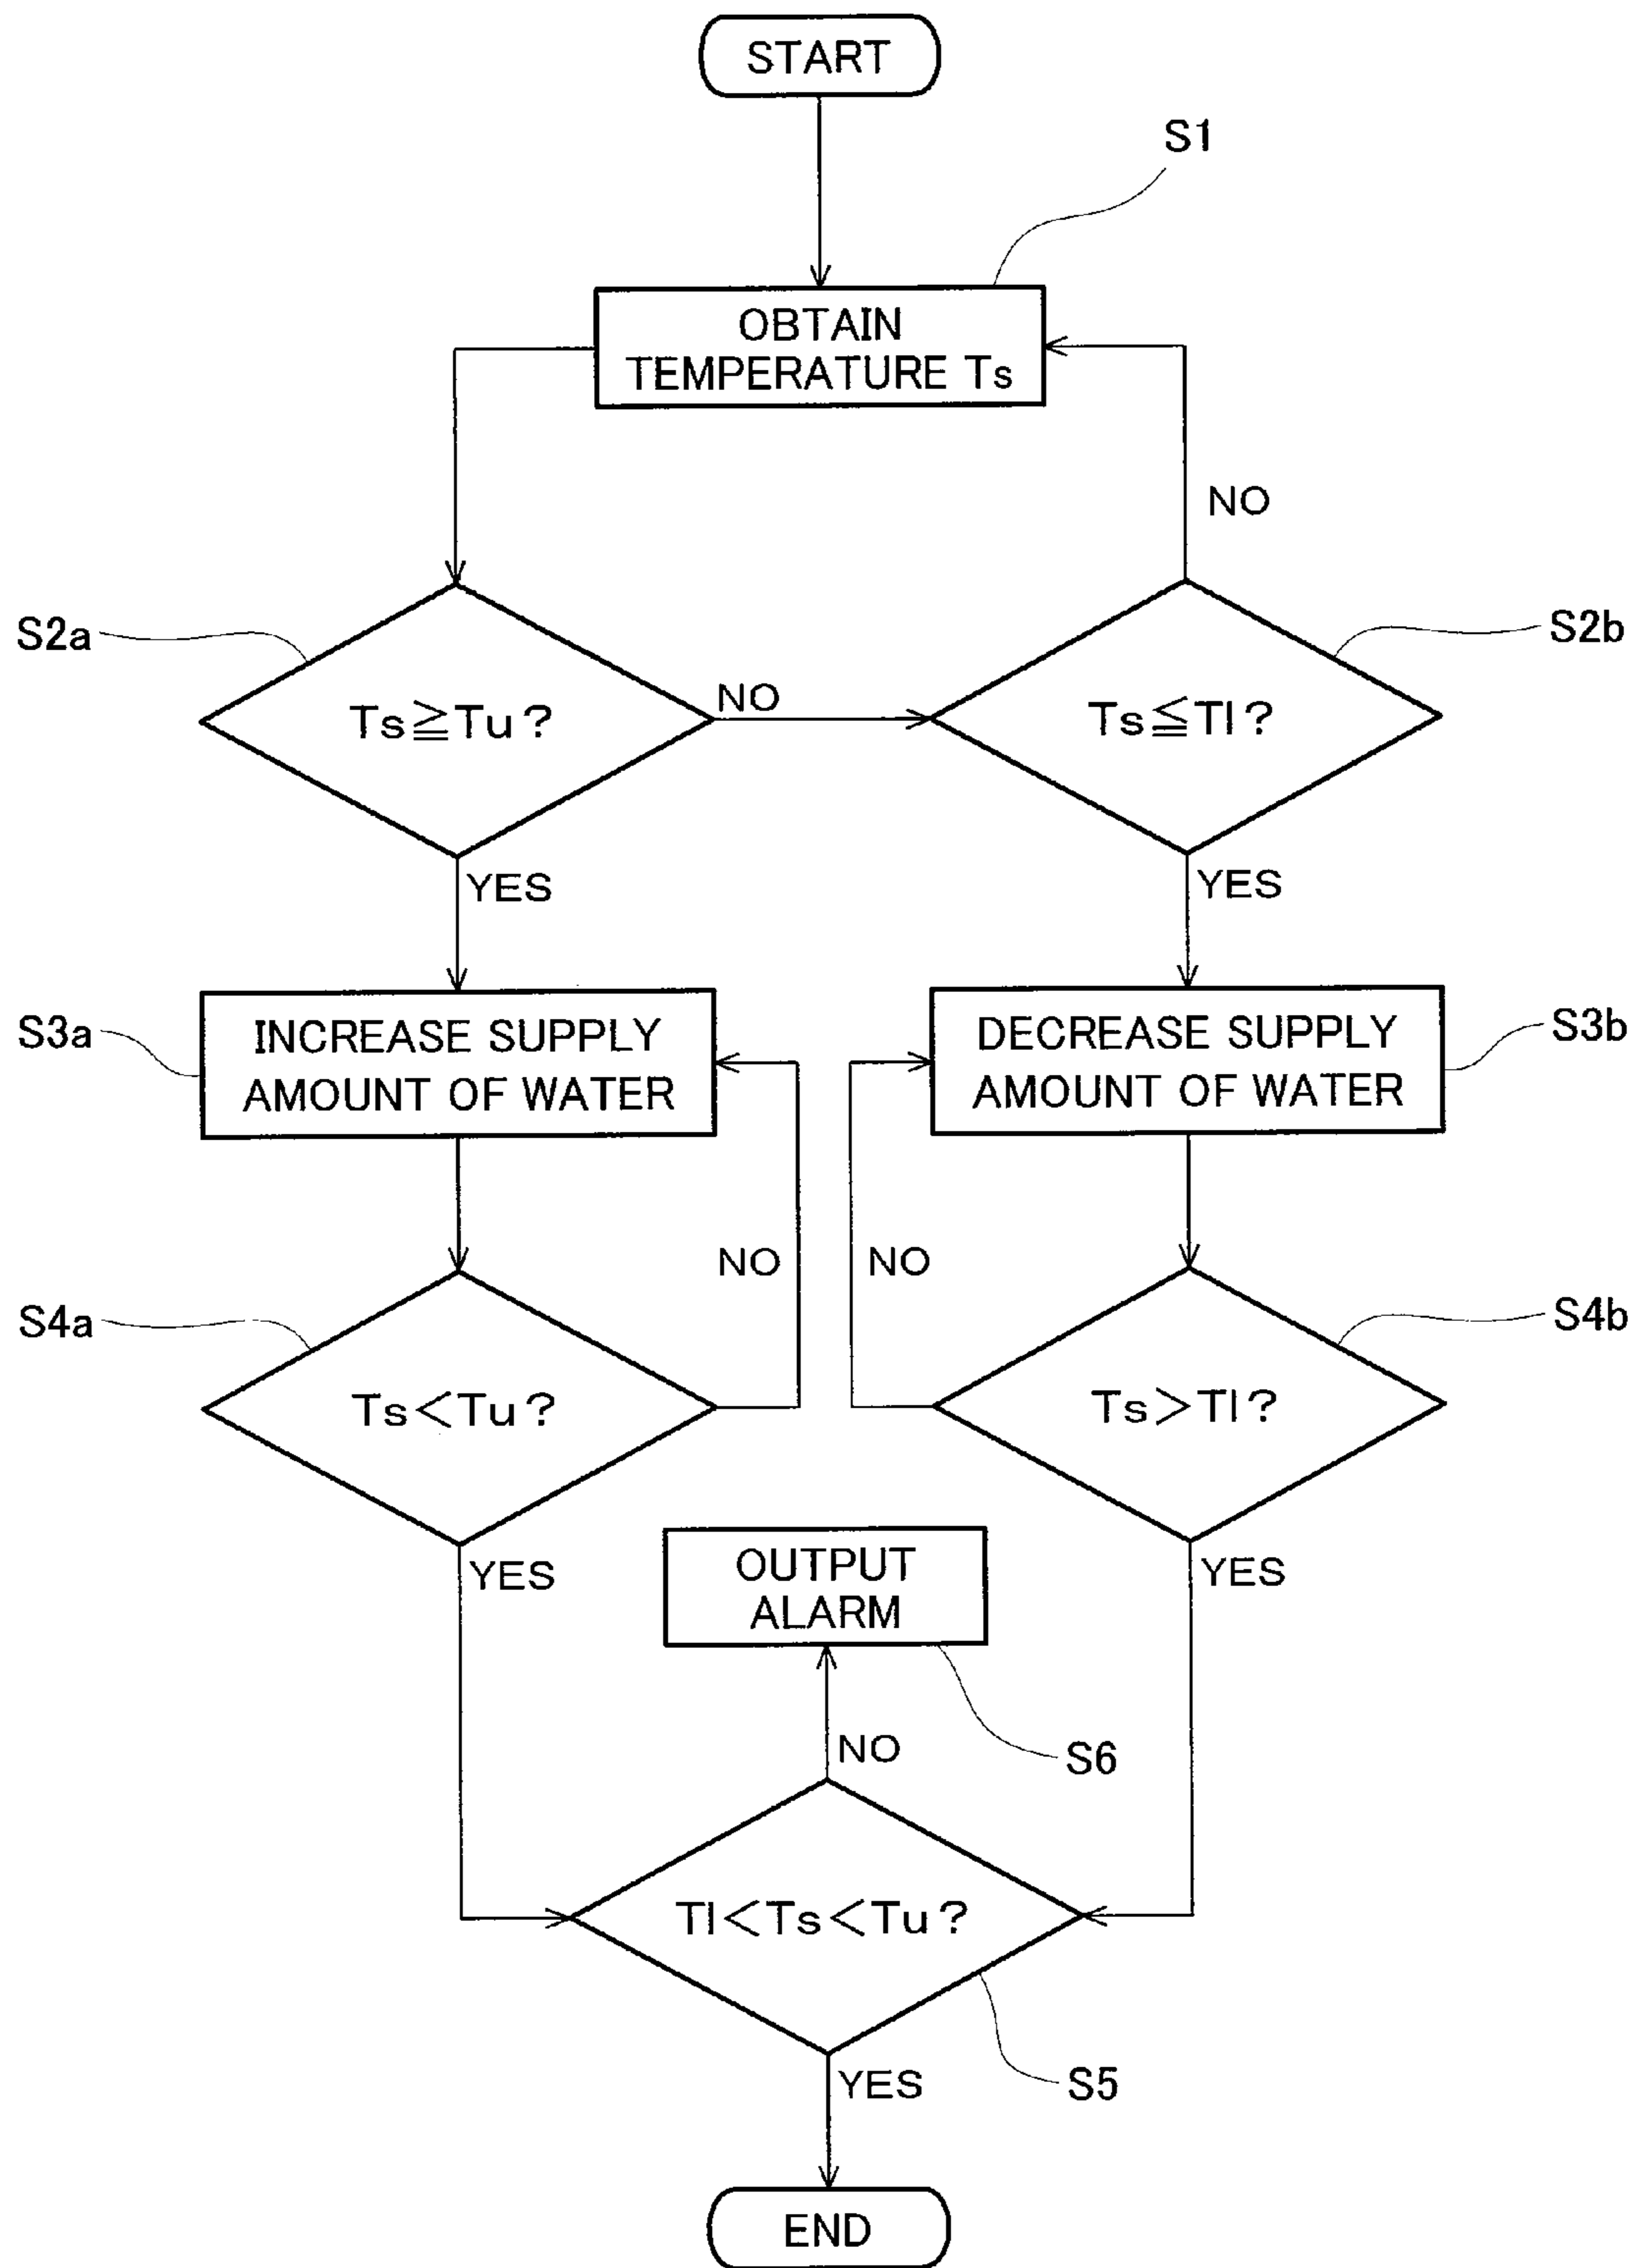 START
S1
OBTAIN
TEMPERATURE Ts
NO
S2a
S2b
Ts≧Tu?
NO
Ts≦Tl?
YES
YES
S3a
INCREASE SUPPLY
AMOUNT OF WATER
DECREASE SUPPLY
AMOUNT OF WATER
S3b
NO
NO
S4a
S4b
Ts<Tu?
Ts>Tl?
YES
OUTPUT
ALARM
YES
NO
S6
Tl<Ts<Tu?
YES
S5
END